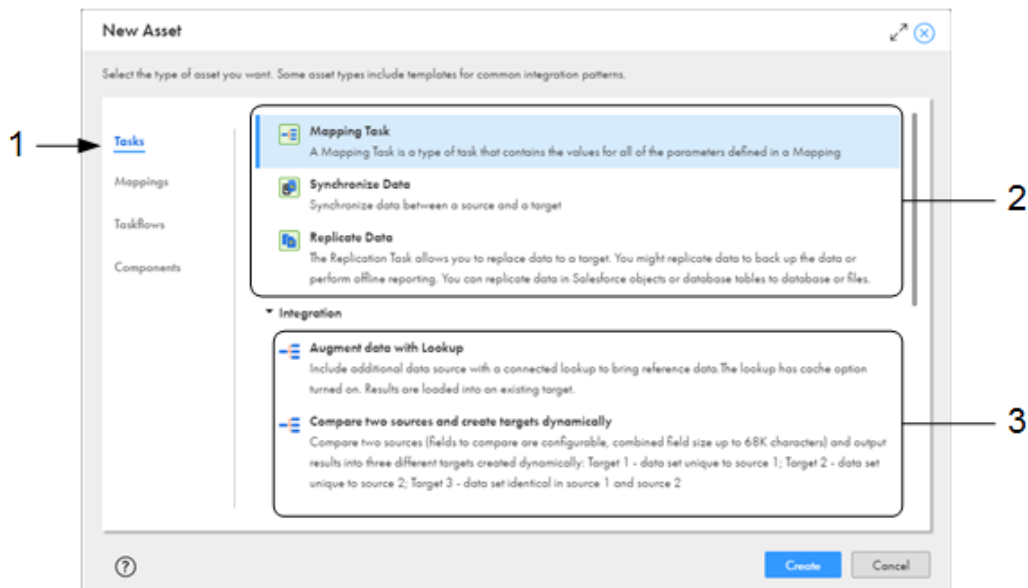 New Asset
Select the type of asset you want. Some asset types include templates for common integration patterns.
1
Tasks
Mappings
Taskflows
Components
Mapping Task
A Mapping Task is a type of task that contains the values for all of the parameters defined in a Mapping
Synchronize Data
Synchronize data between a source and a target
2
Replicate Data
The Replication Task allows you to replace data to a target. You might replicate data to back up the data or
perform offline reporting. You can replicate data in Salesforce objects or database tables to database or files.
Integration
Augment data with Lookup
Include additional data source with a connected lookup to bring reference data.The lookup has cache option
turned on. Results are loaded into an existing target.
Compare two sources and create targets dynamically
3
Compare two sources (fields to compare are configurable, combined field size up to 68K characters) and output
results into three different targets created dynamically: Target 1 - data set unique to source 1; Target 2 - data set
unique to source 2; Target 3 - data set identical in source 1 and source 2
?
Create
Cancel